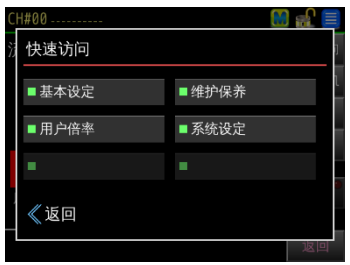 CH#00 ----------
M
快速访问
基本设定
维护保养
用户倍率
系统设定
返回
返回